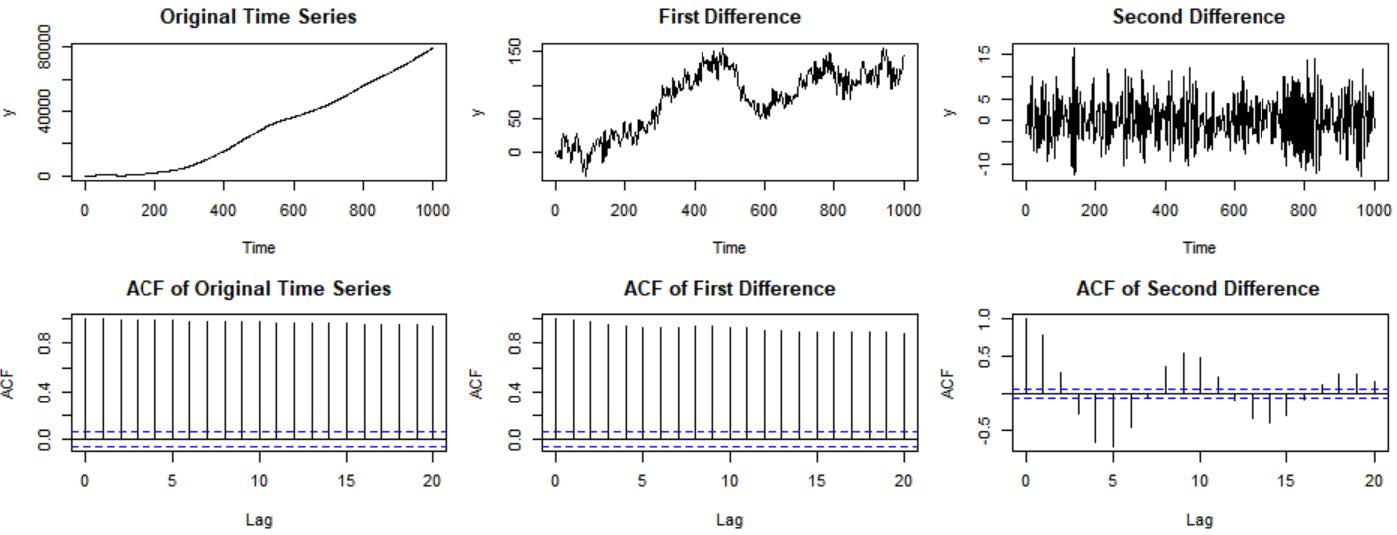 Original Time Series
First Difference
Second Difference
y
0
40000
80000
0 200 400 600 800 1000
Time
y
0
50
150
0 200 400 600 800 1000
Time
y
-10
0
5
15
0 200 400 600 800 1000
Time
ACF of Original Time Series
ACF of First Difference
ACF of Second Difference
ACF
0.0
0.4
0.8
0 5 10 15 20
Lag
ACF
0.0
0.4
0.8
0 5 10 15 20
Lag
ACF
-0.5
0.5
1.0
0 5 10 15 20
Lag